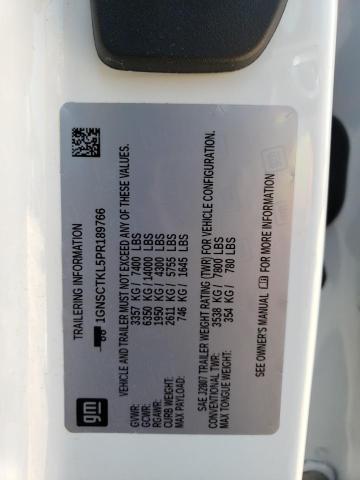 TRAILERING INFORMATION
1GNSCTKL5PR189766
VEHICLE AND TRAILER MUST NOT EXCEED ANY OF THESE VALUES.
GVWR: 3357 KG 7400 LBS
GCWR: 6350 KG 14000 LBS
RGAWR: 1950 KG 4300 LBS
CURB WEIGHT: 2611 KG 5755 LBS
MAX PAYLOAD: 746 KG 1645 LBS
SAE J2807 TRAILER WEIGHT RATING (TWR) FOR VEHICLE CONFIGURATION.
CONVENTIONAL TWR: 3538 KG 7800 LBS
MAX TONGUE WEIGHT: 354 KG 780 LBS
SEE OWNER'S MANUAL
gm